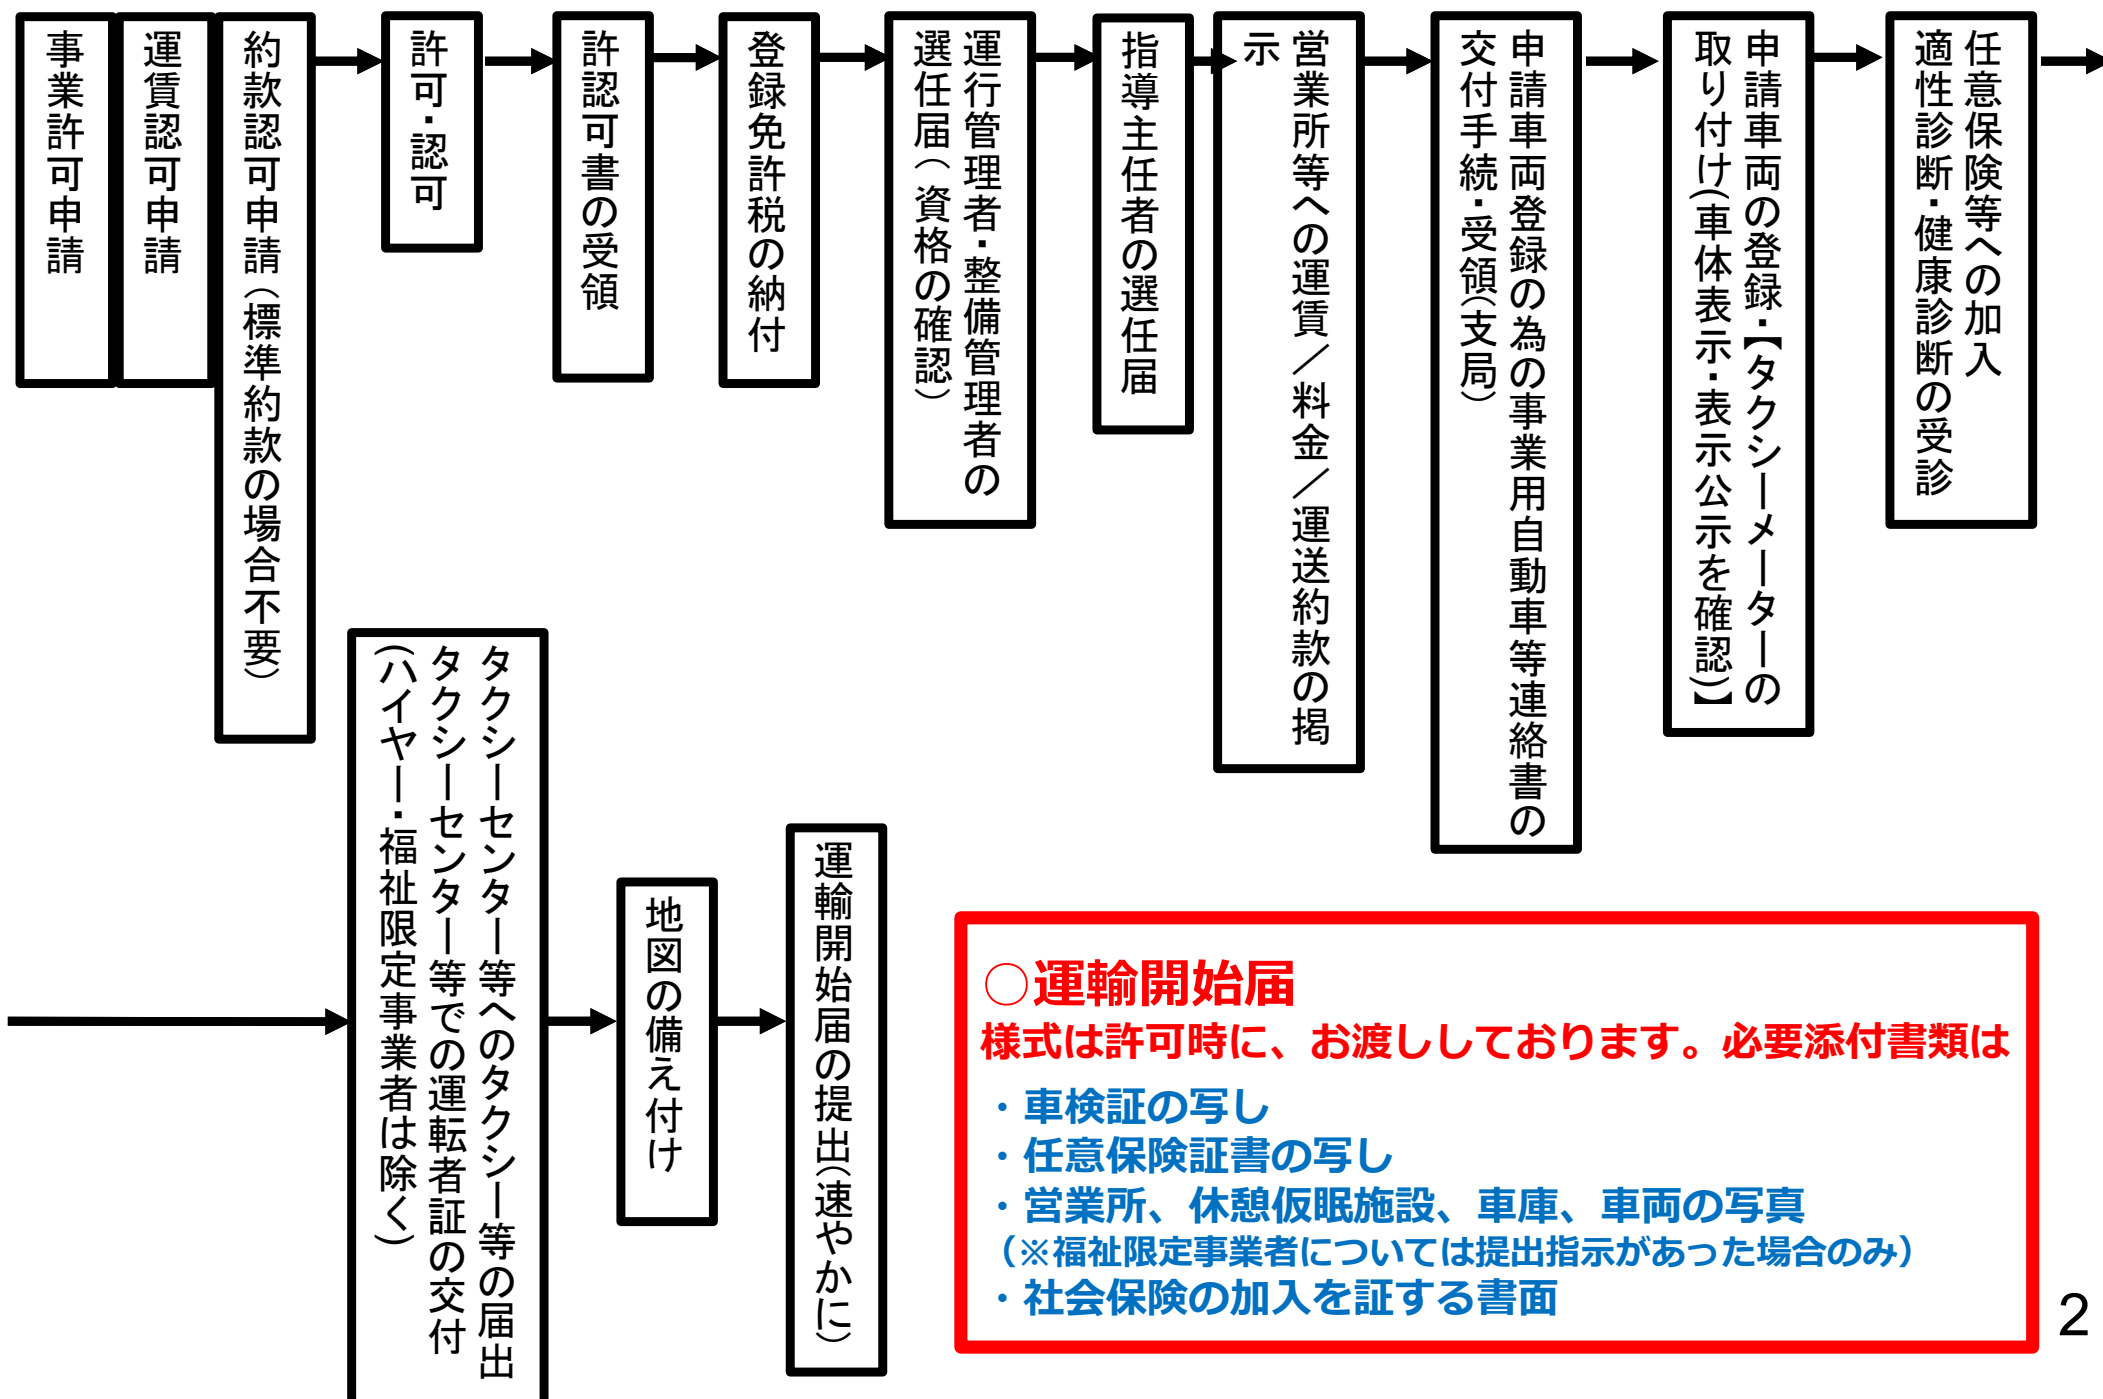 事業許可申請
運賃認可申請
約款認可申請（標準約款の場合不要）
許可・認可
許認可書の受領
登録免許税の納付
運行管理者・整備管理者の
選任届（資格の確認）
指導主任者の選任届
営業所等への運賃／料金／運送約款の掲
示
申請車両登録の為の事業用自動車等連絡書の
交付手続・受領（支局）
申請車両の登録・【タクシーメーターの
取り付け(車体表示・表示公示を確認)】
任意保険等への加入
適性診断・健康診断の受診
タクシーセンター等へのタクシー等の届出
タクシーセンター等での運転者証の交付
(ハイヤー・福祉限定事業者は除く)
地図の備え付け
運輸開始届の提出（速やかに）
○運輸開始届
様式は許可時に、お渡ししております。必要添付書類は
・車検証の写し
・任意保険証書の写し
・営業所、休憩仮眠施設、車庫、車両の写真
（※福祉限定事業者については提出指示があった場合のみ）
・社会保険の加入を証する書面
2